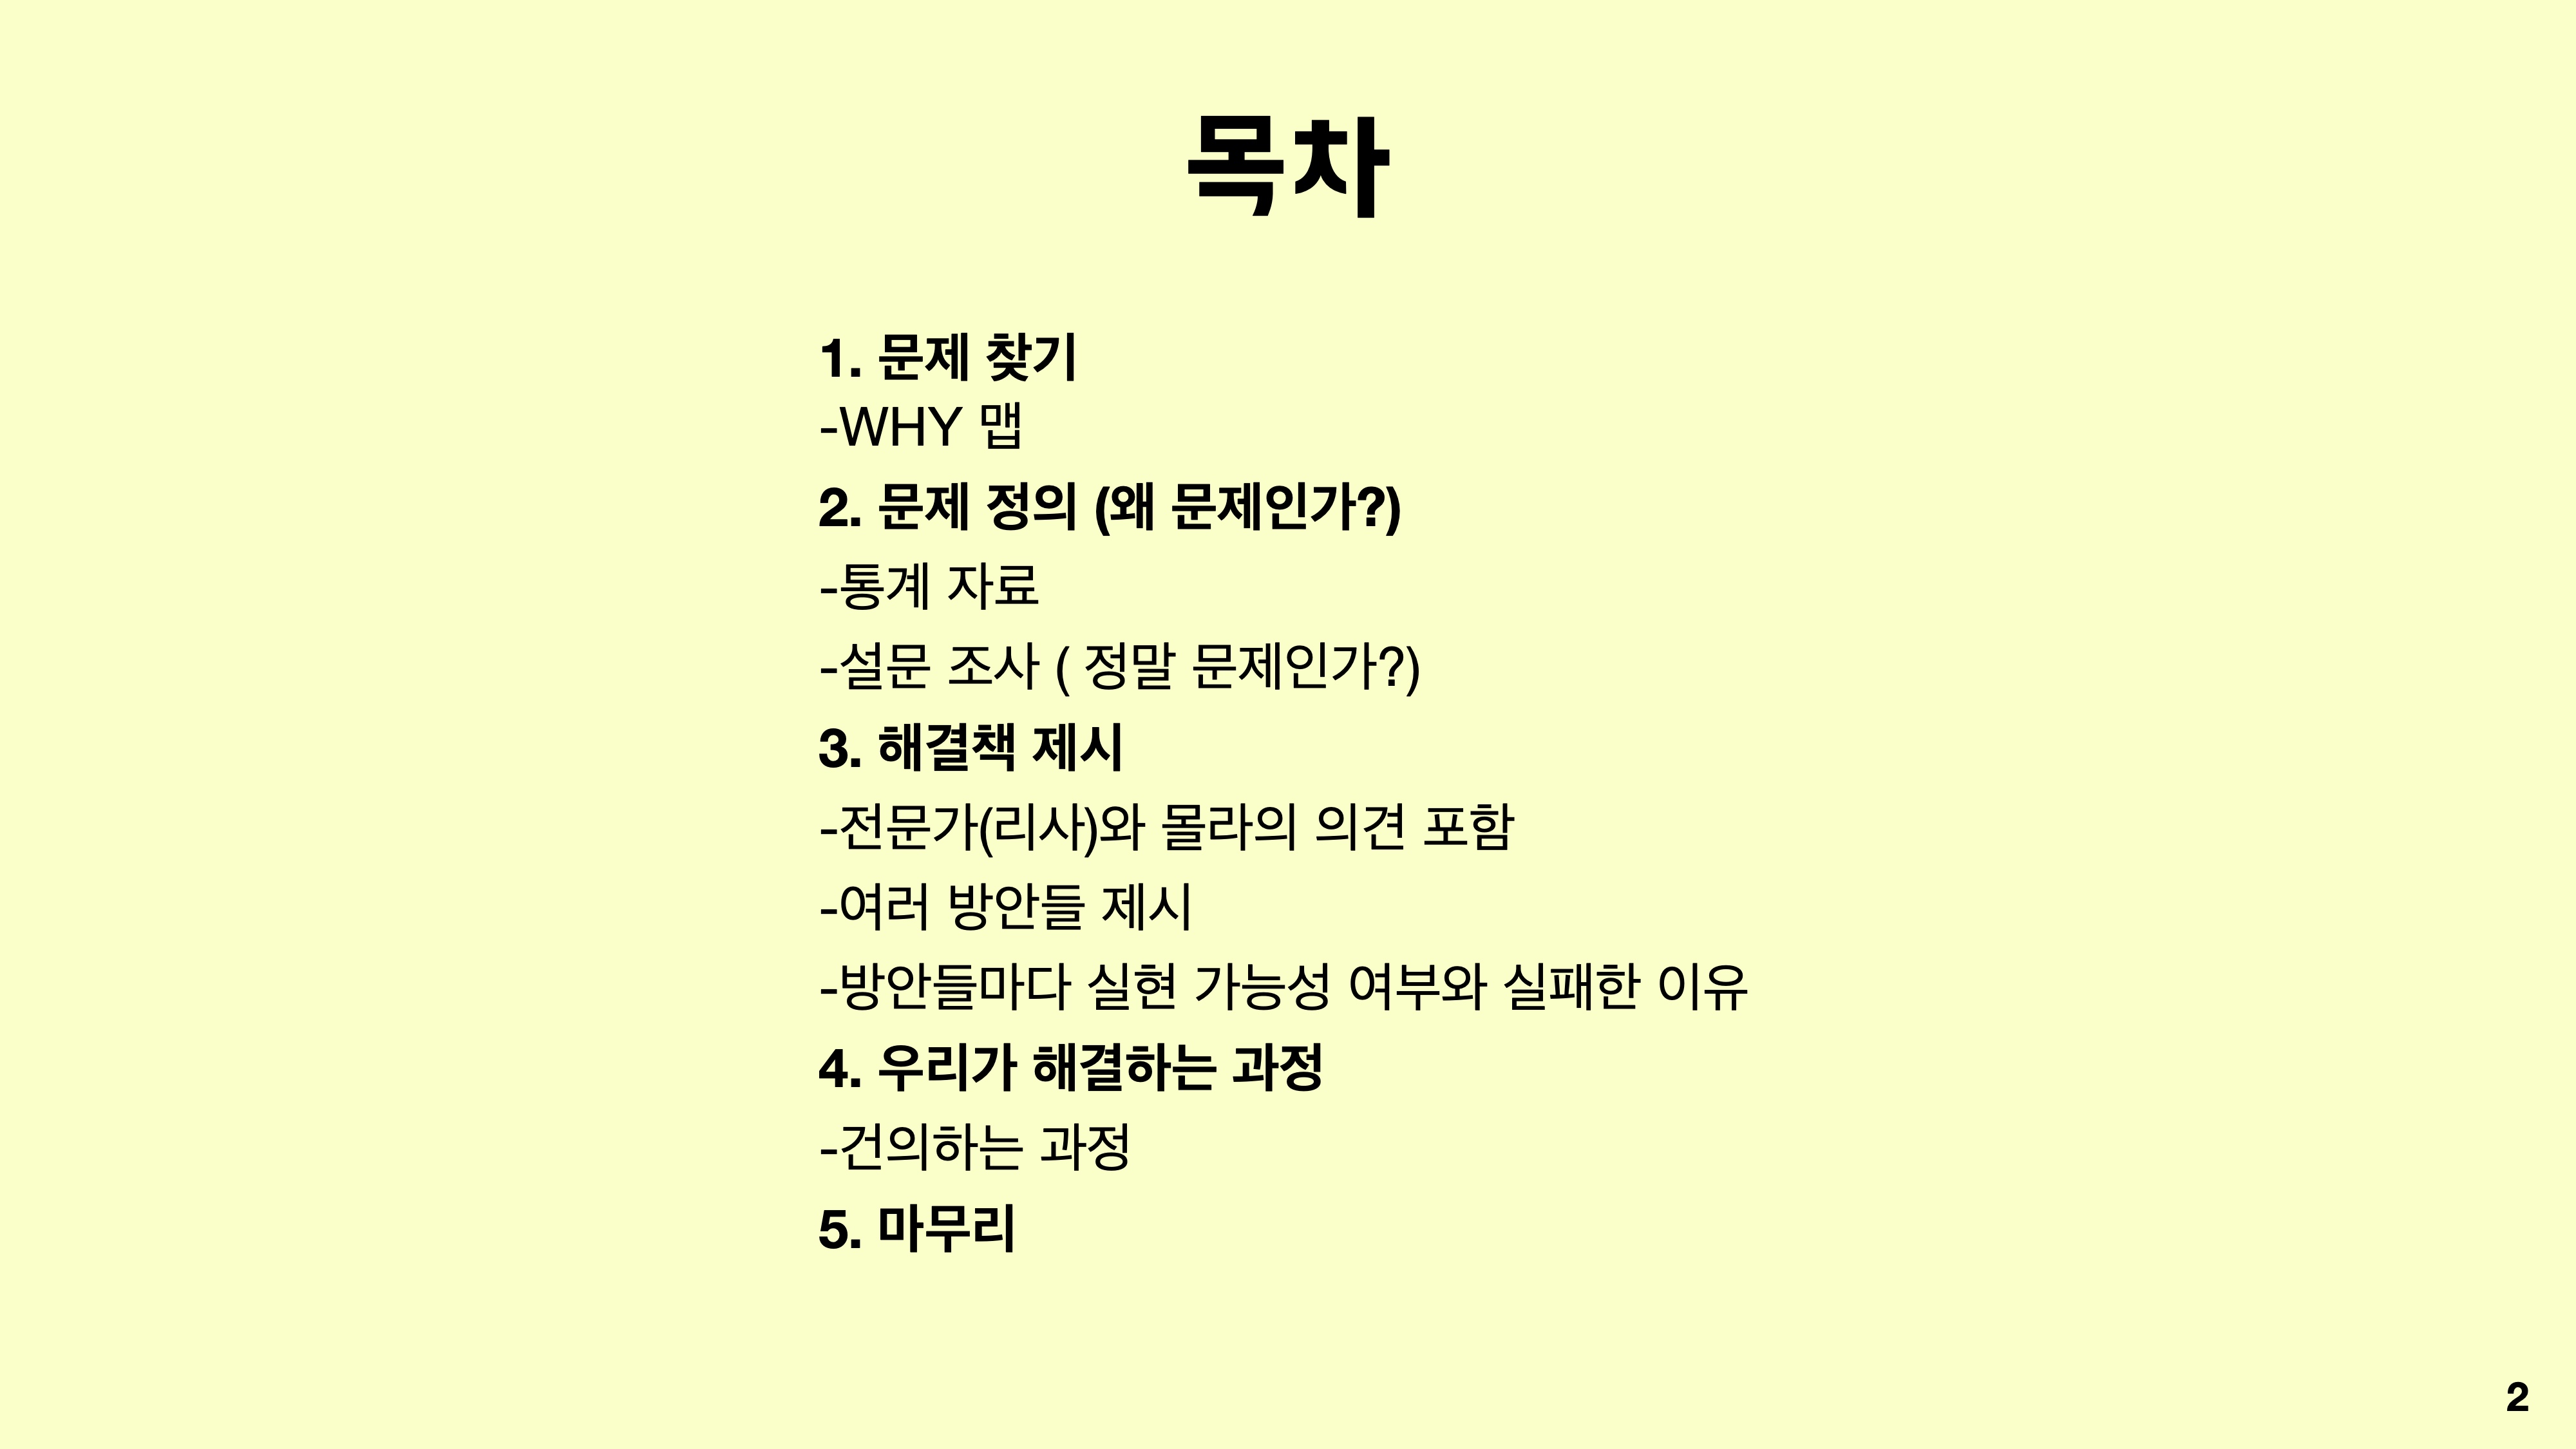 목차
1. 문제 찾기
-WHY 맵
2. 문제 정의 (왜 문제인가?)
-통계 자료
-설문 조사 ( 정말 문제인가?)
3. 해결책 제시
-전문가(리사)와 몰라의 의견 포함
-여러 방안들 제시
-방안들마다 실현 가능성 여부와 실패한 이유
4. 우리가 해결하는 과정
-건의하는 과정
5. 마무리
2